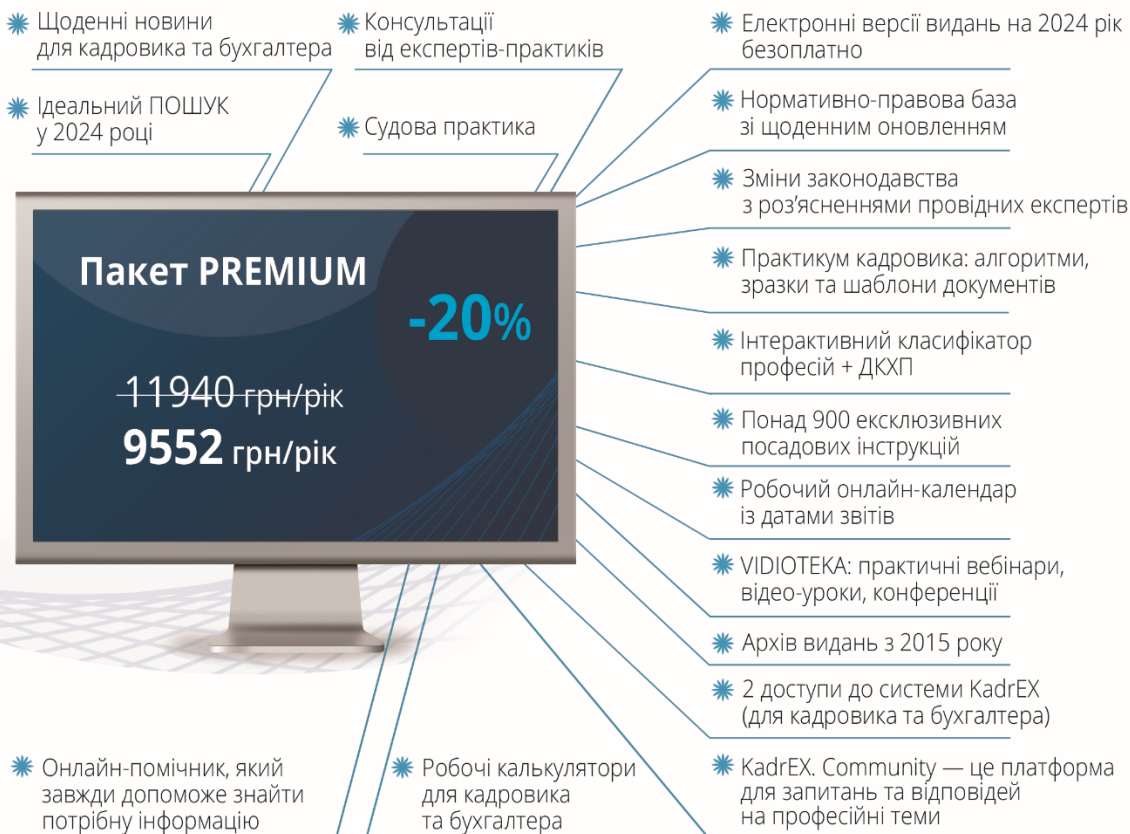 Щоденні новини
для кадровика та бухгалтера
Ідеальний ПОШУК
у 2024 році
Консультації
від експертів-практиків
Судова практика
Електронні версії видань на 2024 рік
безоплатно
Нормативно-правова база
зі щоденним оновленням
Зміни законодавства
з роз’ясненнями провідних експертів
Практикум кадровика: алгоритми,
зразки та шаблони документів
Інтерактивний класифікатор
професій + ДКХП
Понад 900 ексклюзивних
посадових інструкцій
Робочий онлайн-календар
із датами звітів
VIDIOTEKA: практичні вебінари,
відео-уроки, конференції
Архів видань з 2015 року
2 доступи до системи KadrEX
(для кадровика та бухгалтера)
KadrEX. Community — це платформа
для запитань та відповідей
на професійні теми
Пакет PREMIUM
-20%
11940 грн/рік
9552 грн/рік
Онлайн-помічник, який
завжди допоможе знайти
потрібну інформацію
Робочі калькулятори
для кадровика
та бухгалтера